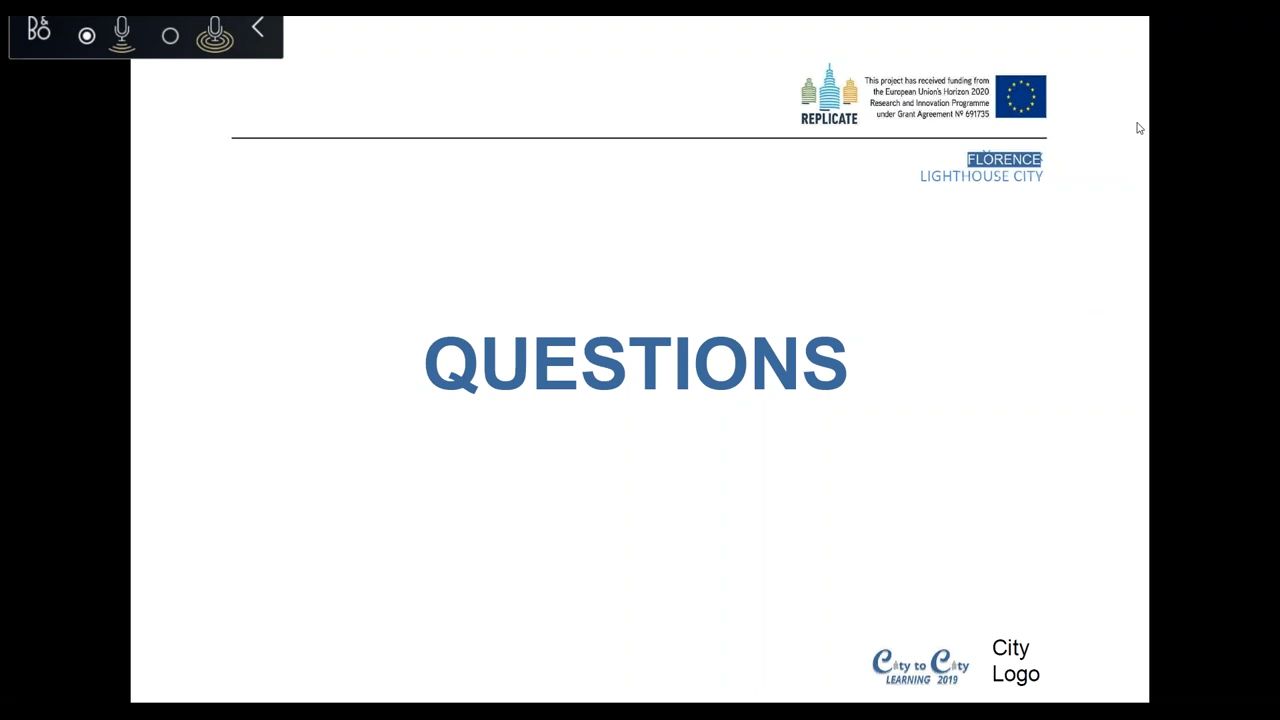 B&O
This project has received funding from
the European Union's Horizon 2020
Research and Innovation Programme
under Grant Agreement Nº 691735
REPLICATE
FLORENCE
LIGHTHOUSE CITY
QUESTIONS
City to City
LEARNING 2019
City
Logo